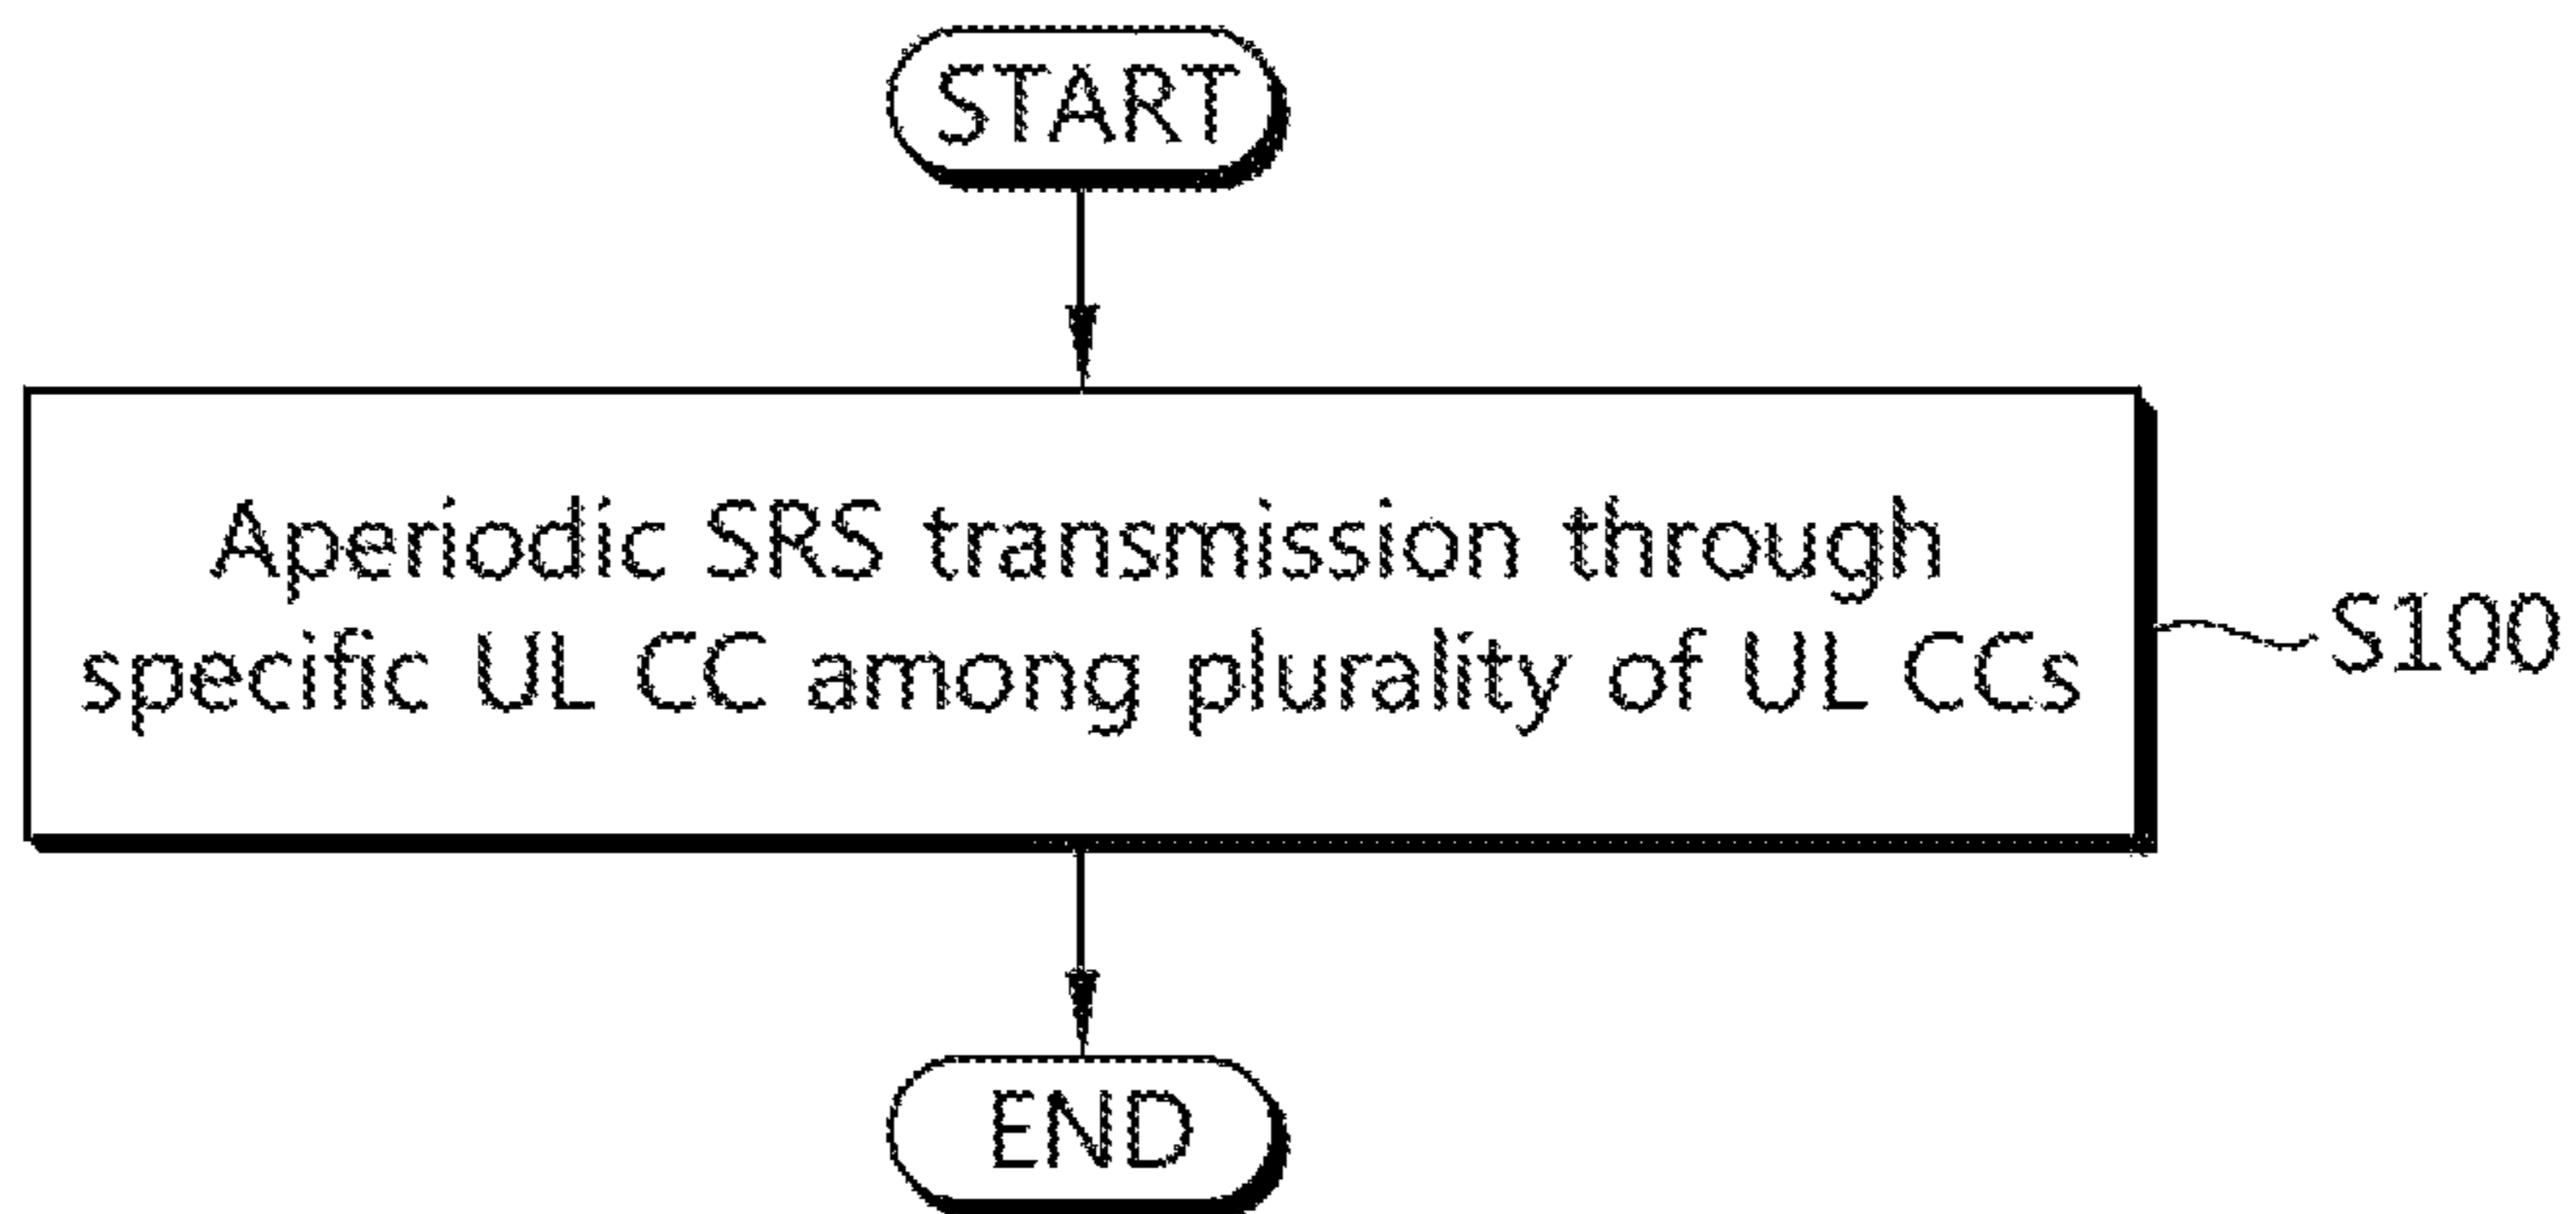 START
Aperiodic SRS transmission through
specific UL CC among plurality of UL CCs
S100
END